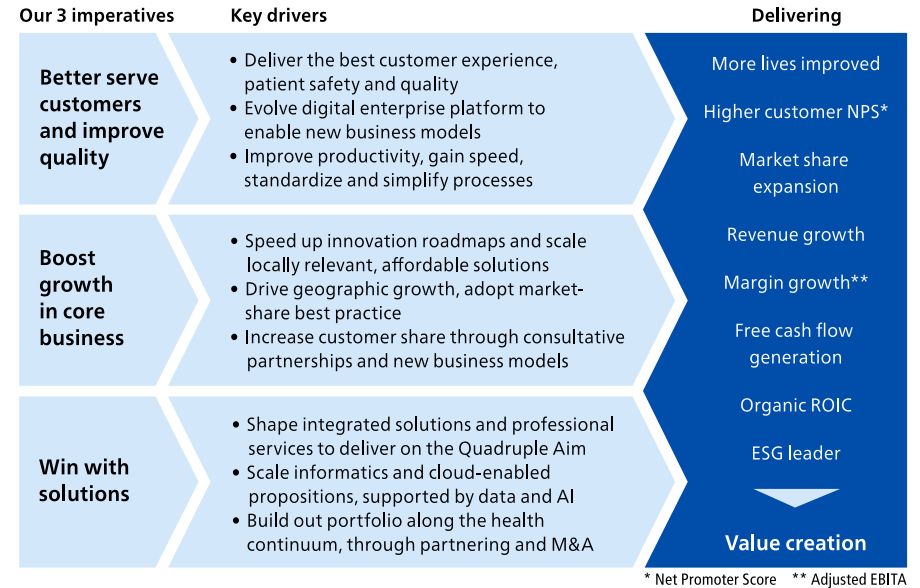 Our 3 imperatives
Key drivers
Delivering
Better serve
customers
and improve
quality
• Deliver the best customer experience,
patient safety and quality
• Evolve digital enterprise platform to
enable new business models
• Improve productivity, gain speed,
standardize and simplify processes
Boost
growth
in core
business
• Speed up innovation roadmaps and scale
locally relevant, affordable solutions
• Drive geographic growth, adopt market-
share best practice
• Increase customer share through consultative
partnerships and new business models
Win with
solutions
• Shape integrated solutions and professional
services to deliver on the Quadruple Aim
• Scale informatics and cloud-enabled
propositions, supported by data and AI
• Build out portfolio along the health
continuum, through partnering and M&A
More lives improved
Higher customer NPS*
Market share
expansion
Revenue growth
Margin growth**
Free cash flow
generation
Organic ROIC
ESG leader
Value creation
* Net Promoter Score ** Adjusted EBITA